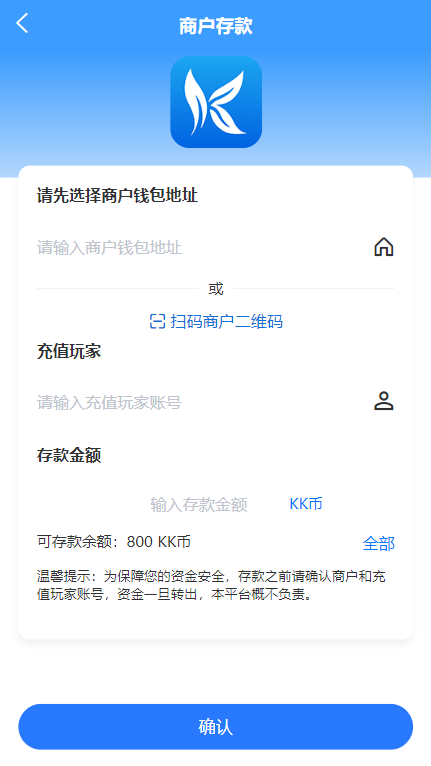 商户存款
请先选择商户钱包地址
请输入商户钱包地址
或
扫码商户二维码
充值玩家
请输入充值玩家账号
存款金额
输入存款金额 KK币
可存款余额：800 KK币 全部
温馨提示：为保障您的资金安全，存款之前请确认商户和充
值玩家账号，资金一旦转出，本平台概不负责。
确认